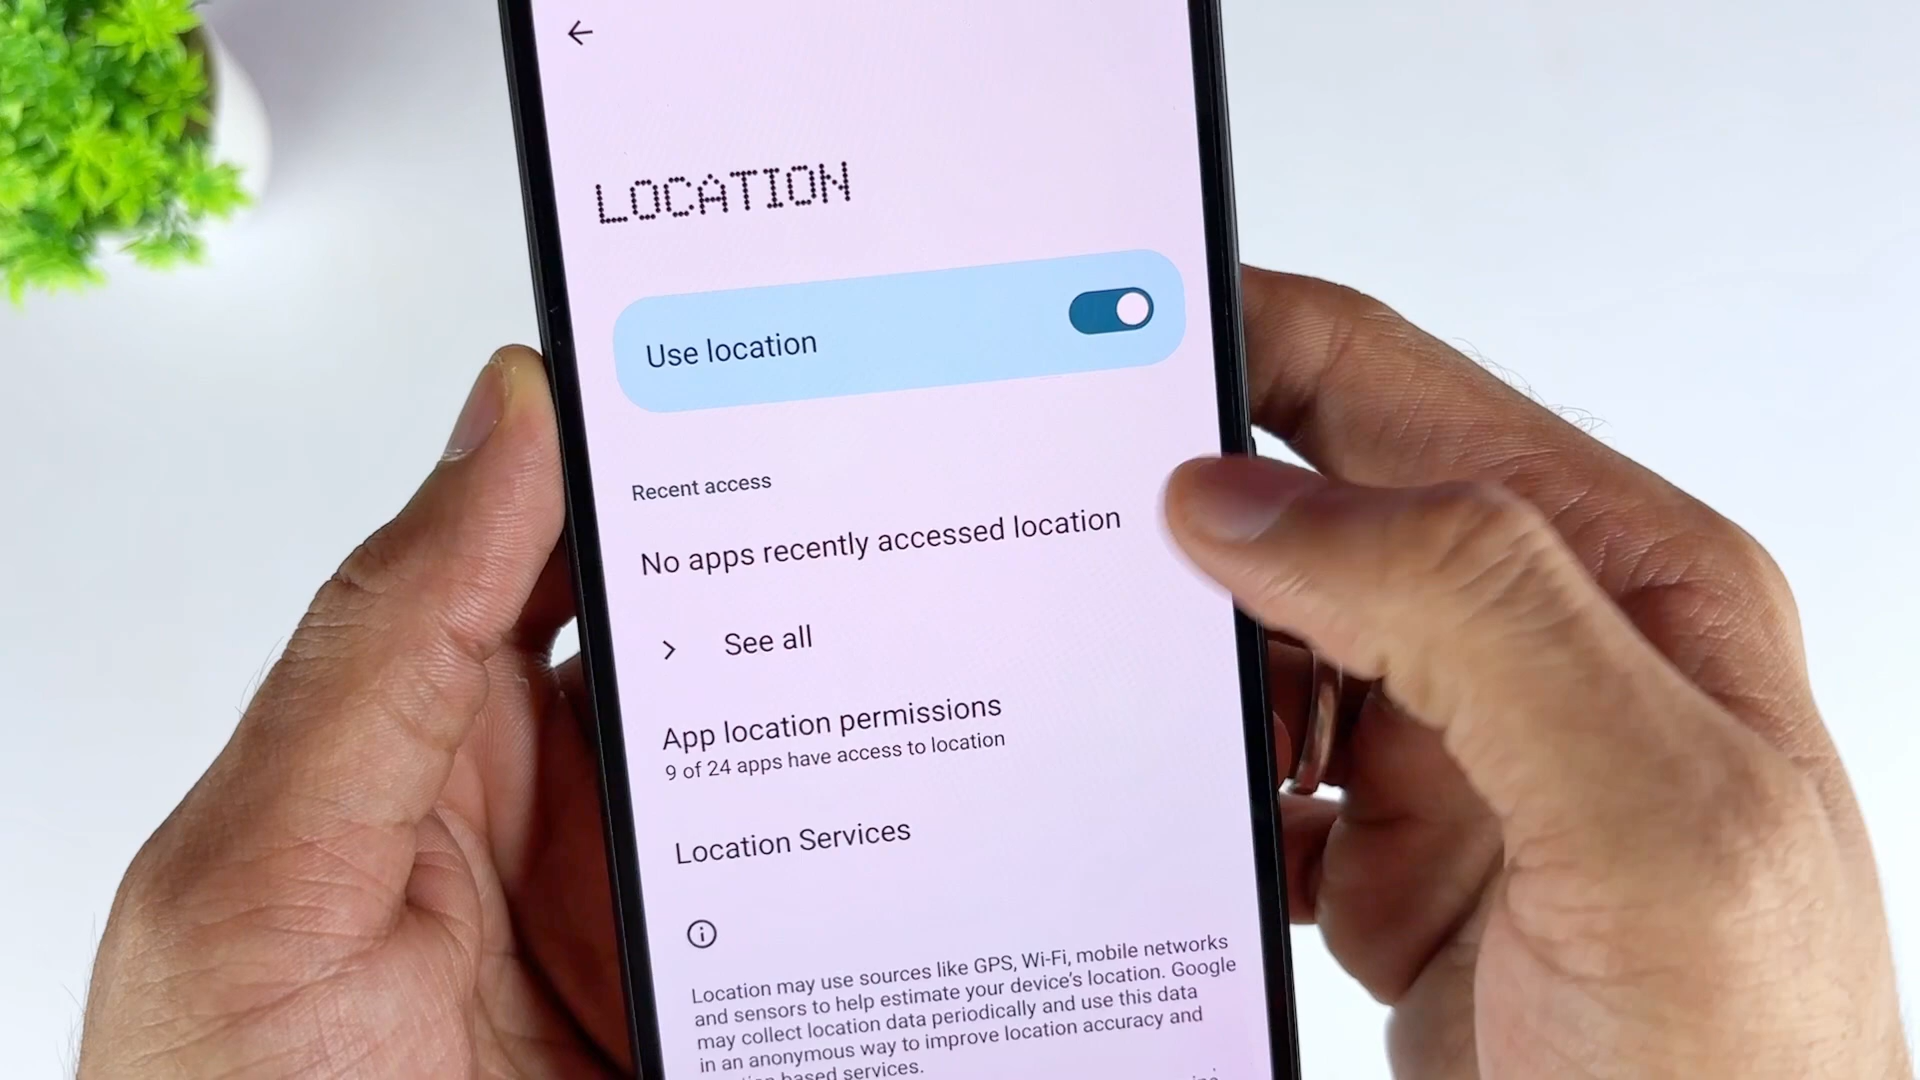 LOCATION
Use location
Recent access
No apps recently accessed location
See all
App location permissions
9 of 24 apps have access to location
Location Services
Location may use sources like GPS, Wi-Fi, mobile networks
and sensors to help estimate your device's location. Google
may collect location data periodically and use this data
in an anonymous way to improve location accuracy and
based services.